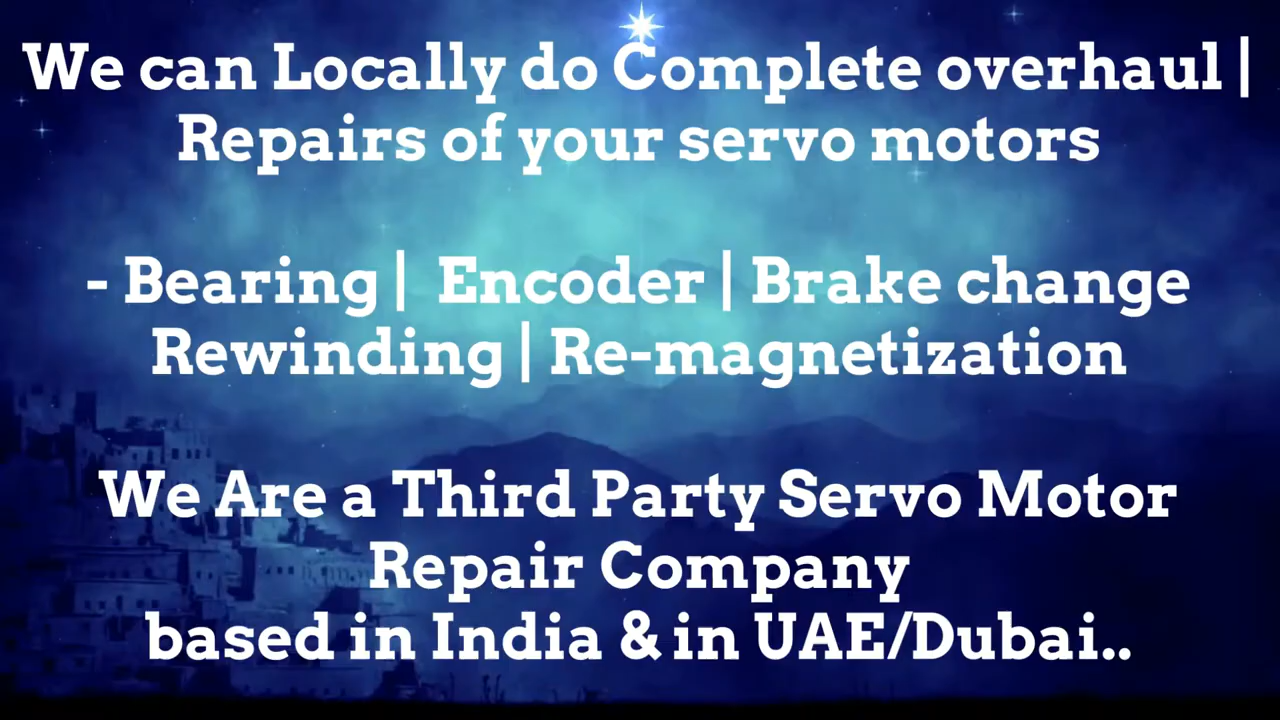 We can Locally do Complete overhaul |
Repairs of your servo motors
- Bearing | Encoder | Brake change
Rewinding | Re-magnetization
We Are a Third Party Servo Motor
Repair Company
based in India & in UAE/Dubai..